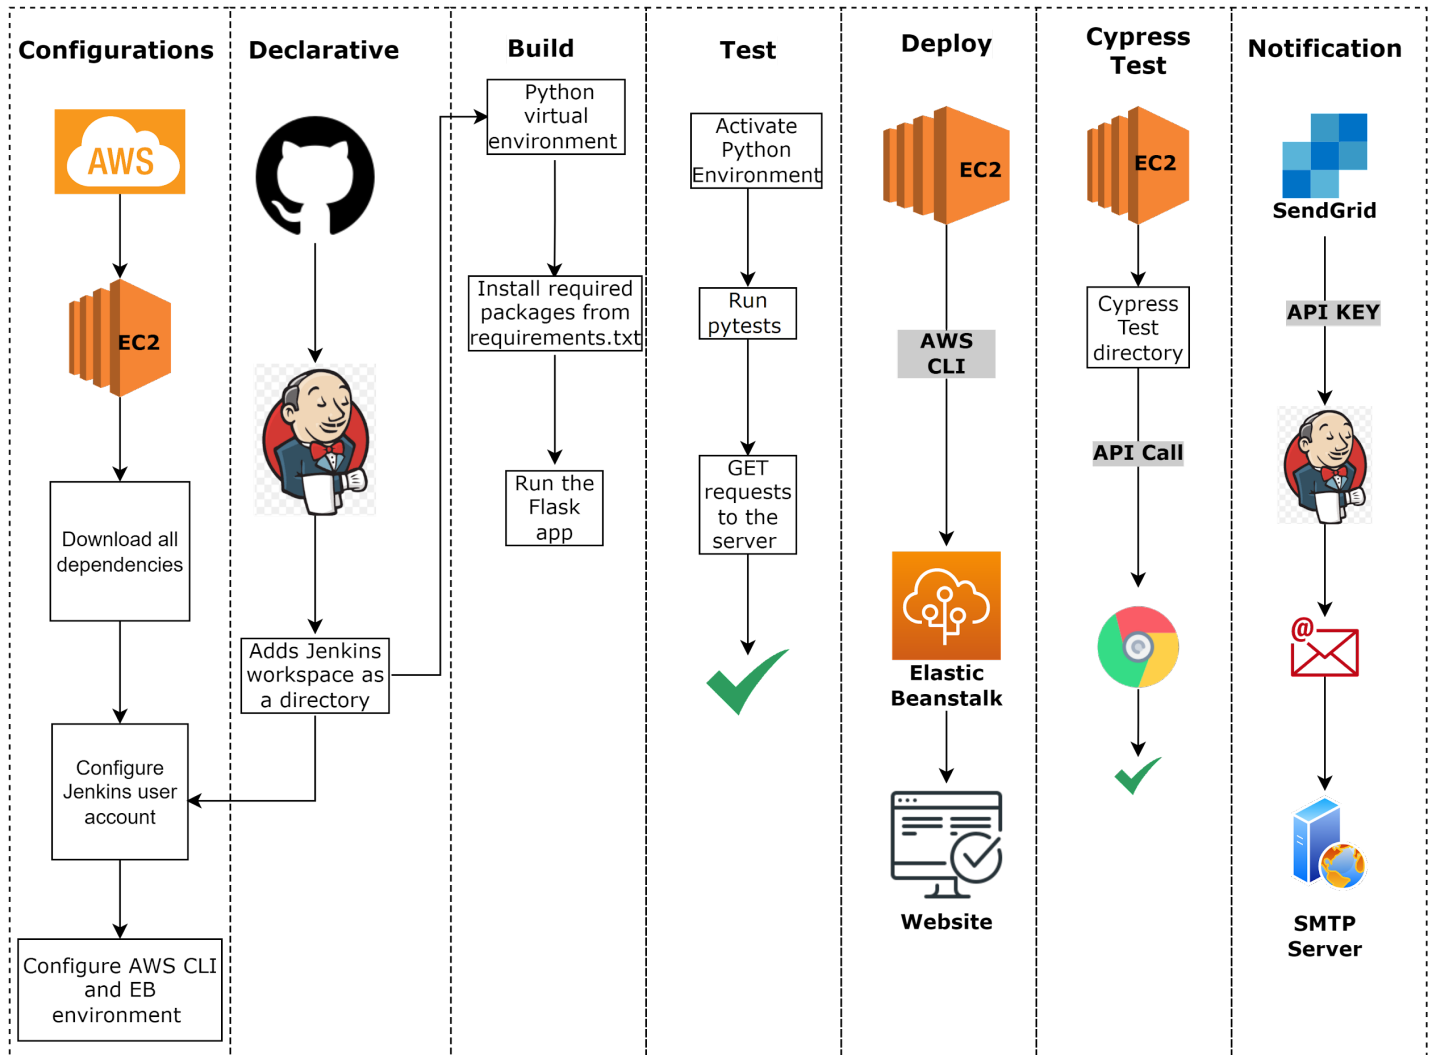 Configurations
AWS
EC2
Download all
dependencies
Configure
Jenkins user
account
Configure AWS CLI
and EB
environment
Declarative
Adds Jenkins
workspace as
a directory
Build
Python
virtual
environment
Install required
packages from
requirements.txt
Run the
Flask
app
Test
Activate
Python
Environment
Run
pytests
GET
requests
to the
server
Deploy
EC2
AWS
CLI
Elastic
Beanstalk
Website
Cypress
Test
EC2
Cypress
Test
directory
API Call
Notification
SendGrid
API KEY
@
SMTP
Server